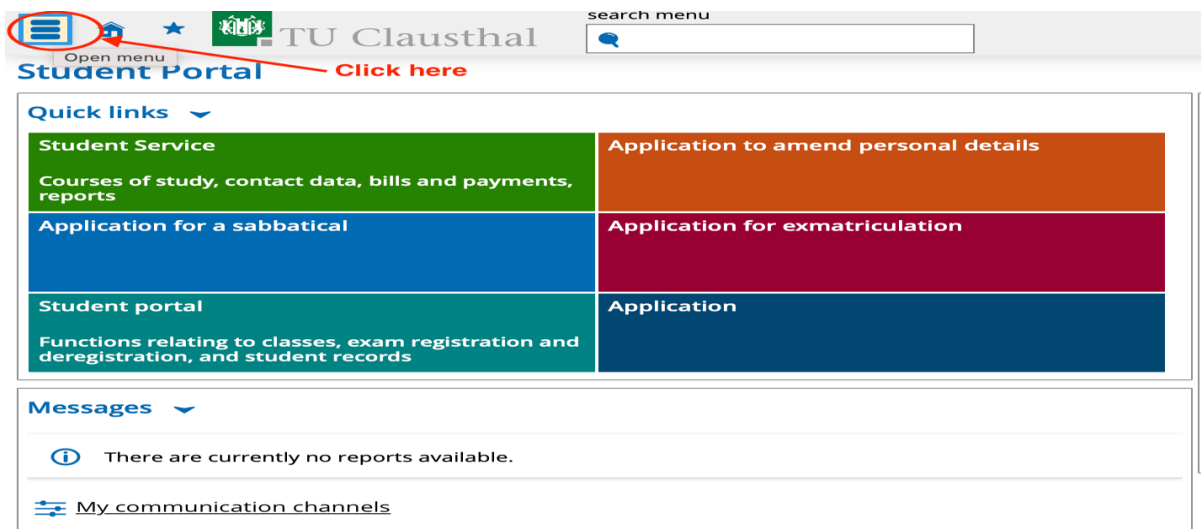 search menu
TU Clausthal
Open menu
Student Portal
Click here
Quick links
Student Service
Courses of study, contact data, bills and payments,
reports
Application to amend personal details
Application for a sabbatical
Application for exmatriculation
Student portal
Functions relating to classes, exam registration and
deregistration, and student records
Application
Messages
There are currently no reports available.
My communication channels